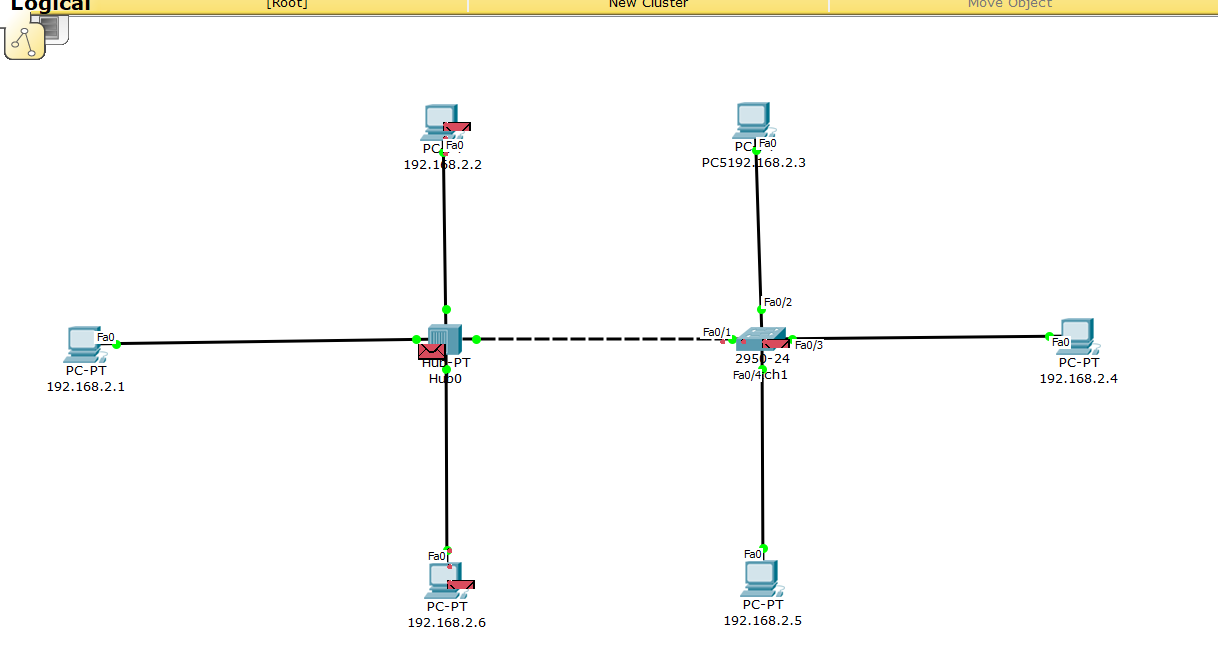 Logical
[Root]
New Cluster
Move Object
Fa0
192.168.2.2
Fa0
PC5192.168.2.3
Fa0/2
Fa0
PC-PT
192.168.2.1
Hub-PT
Hub0
Fa0/1
Fa0/3
2950-24
Fa0/4
Fa0
PC-PT
192.168.2.4
Fa0
PC-PT
192.168.2.6
Fa0
PC-PT
192.168.2.5